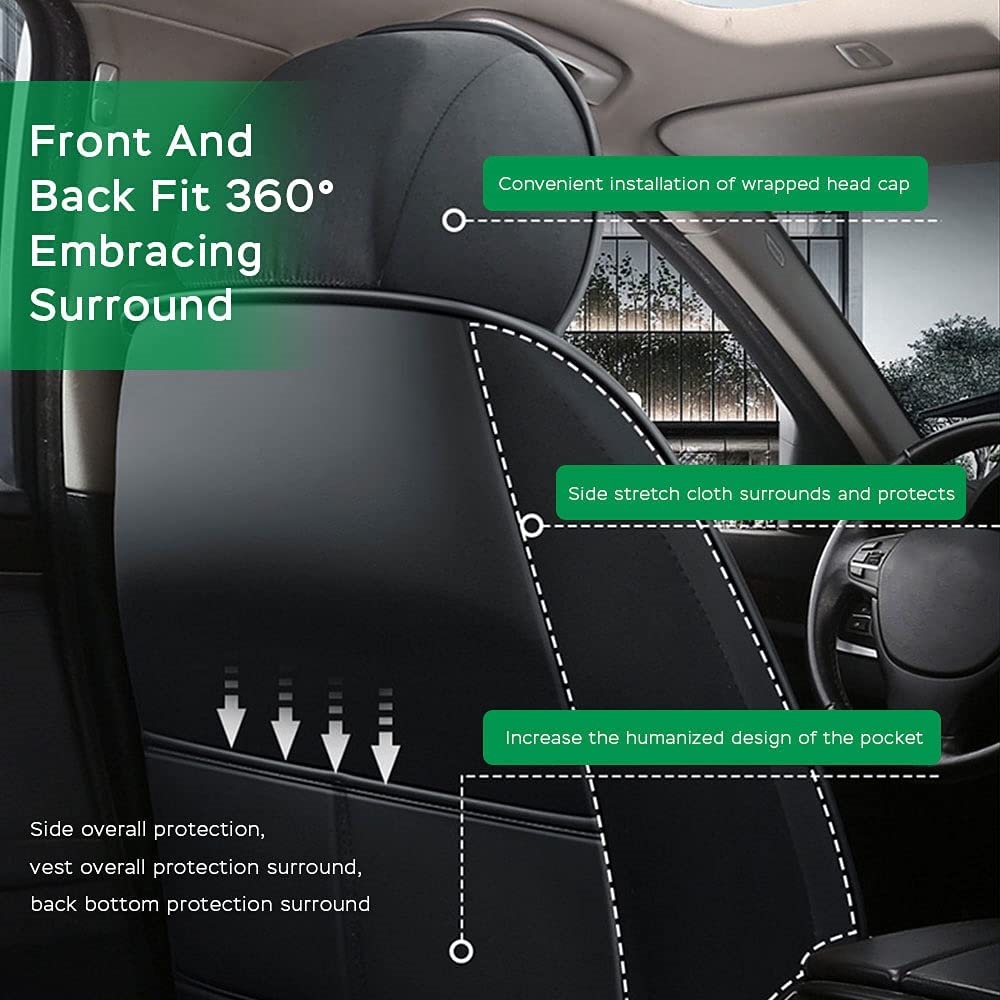 Front And
Back Fit 360°
Embracing
Surround
Convenient installation of wrapped head cap
Side stretch cloth surrounds and protects
Increase the humanized design of the pocket
Side overall protection,
vest overall protection surround,
back bottom protection surround